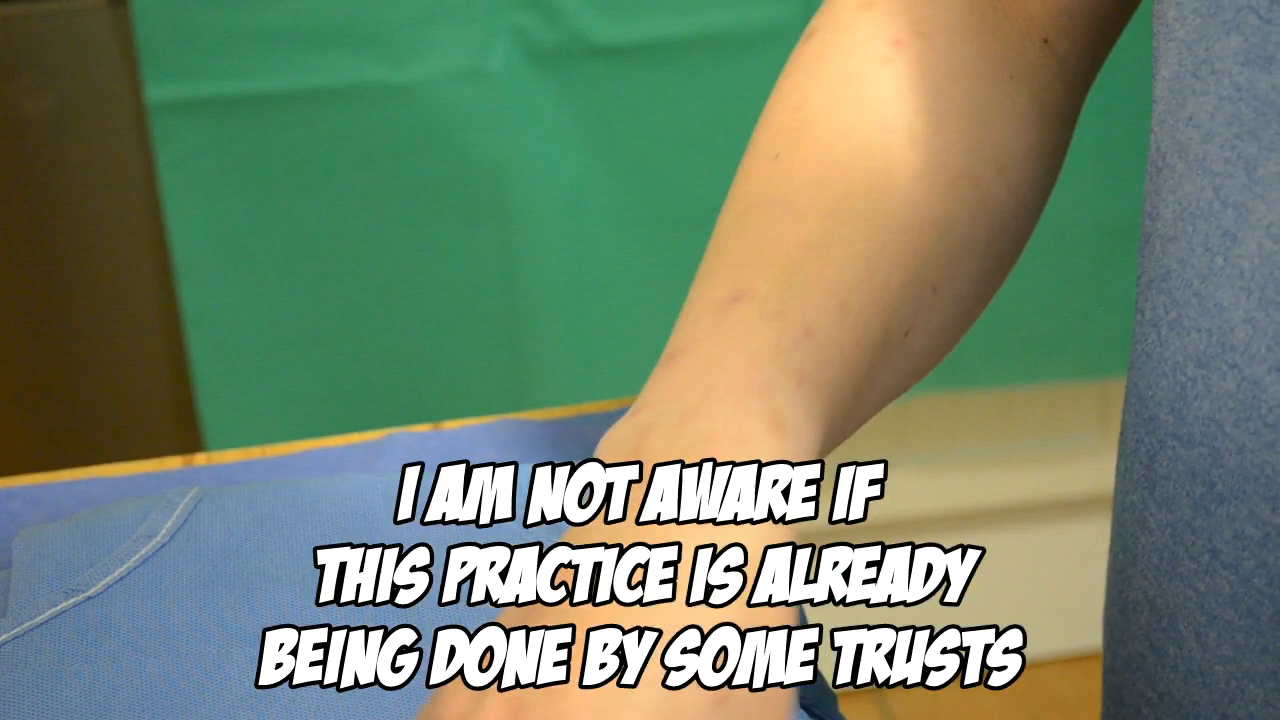 I AM NOT AWARE IF
THIS PRACTICE IS ALREADY
BEING DONE BY SOME TRUSTS